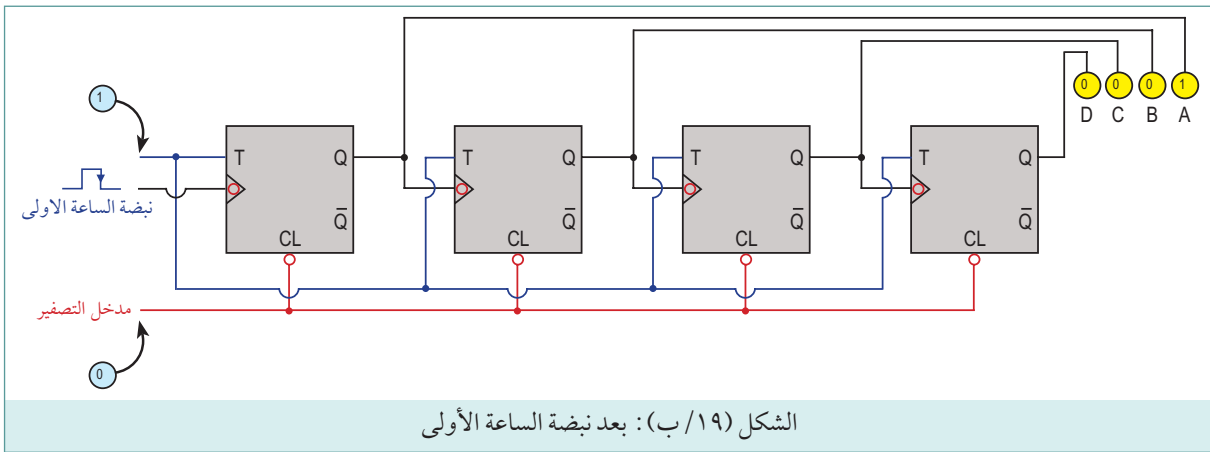 0 0 0 1
D C B A
1
T Q T Q T Q T Q
نبضة الساعة الاولى
Q̅ Q̅ Q̅ Q̅
CL CL CL CL
مدخل التصفير
0
الشكل (١٩/ ب): بعد نبضة الساعة الأولى